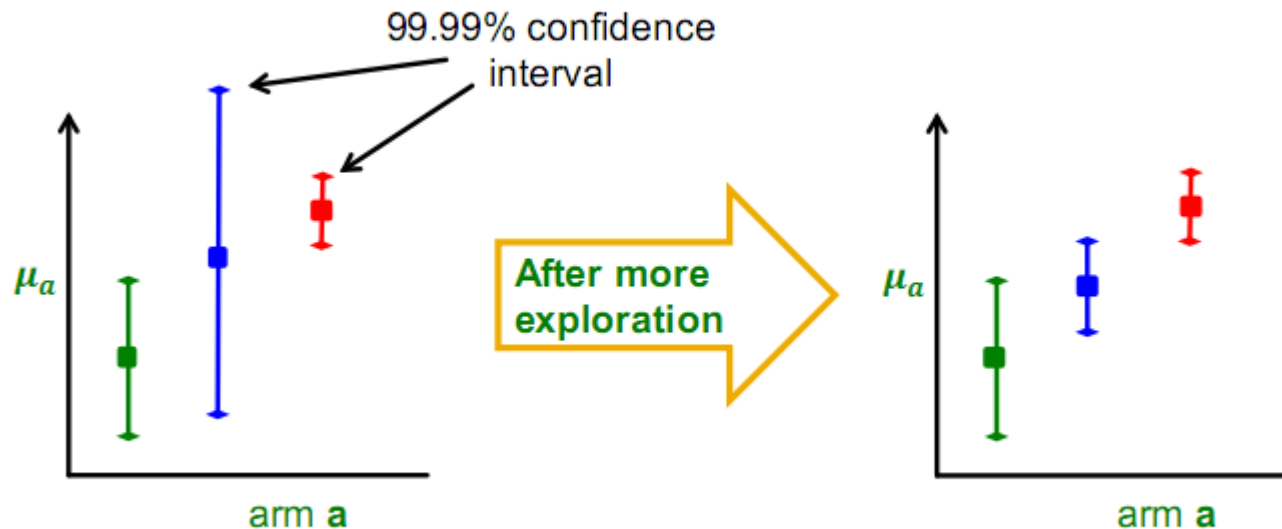 99.99% confidence
interval
μₐ
After more
exploration
μₐ
arm a
arm a